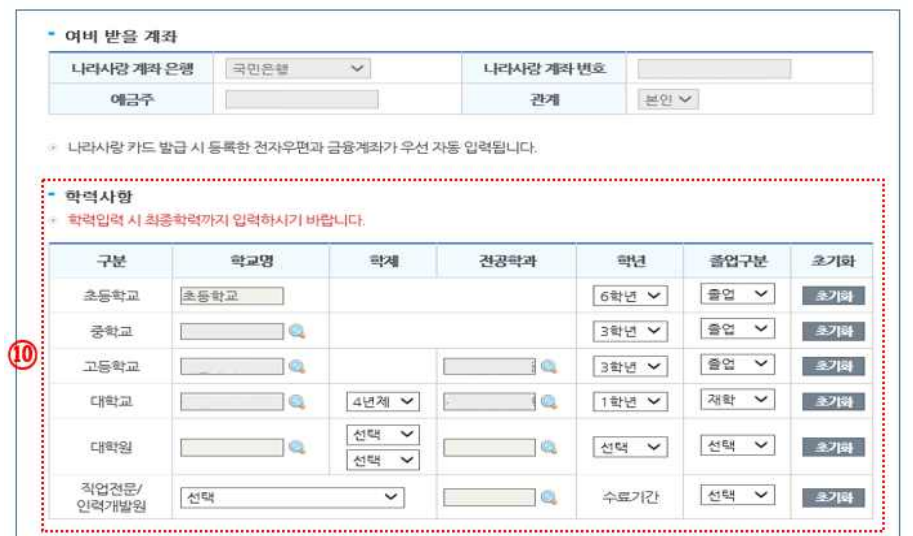 여비 받을 계좌
나라사랑 계좌 은행 국민은행 나라사랑 계좌 번호
예금주 관계 본인
나라사랑 카드 발급 시 등록한 전자우편과 금융계좌가 우선 자동 입력됩니다.
학력사항
학력입력 시 최종학력까지 입력하시기 바랍니다.
구분 학교명 학제 전공학과 학년 졸업구분 초기화
초등학교 초등학교 6학년 졸업 초기화
중학교 3학년 졸업 초기화
⑩
고등학교 3학년 졸업 초기화
대학교 4년제 1학년 재학 초기화
대학원 선택 선택 선택 초기화
선택
직업전문/
인력개발원 선택 수료기간 선택 초기화